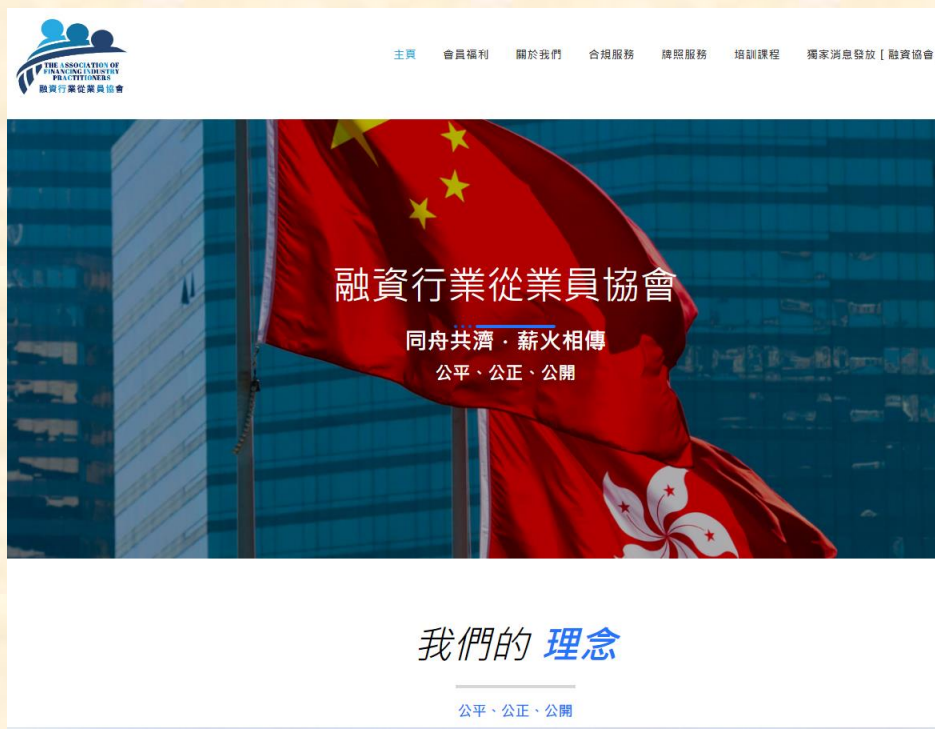 THE ASSOCIATION OF
FINANCING INDUSTRY
PRACTITIONERS
融資行業從業員協會
主頁 會員福利 關於我們 合規服務 牌照服務 培訓課程 獨家消息發放 [ 融資協會
融資行業從業員協會
同舟共濟 · 薪火相傳
公平、公正、公開
我們的 理念
公平、公正、公開